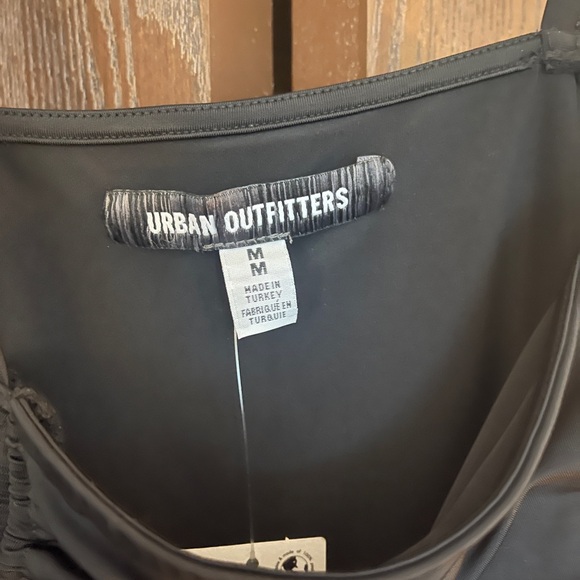 URBAN OUTFITTERS
M
M
MADE IN
TURKEY
FABRIQUÉ EN
TURQUIE